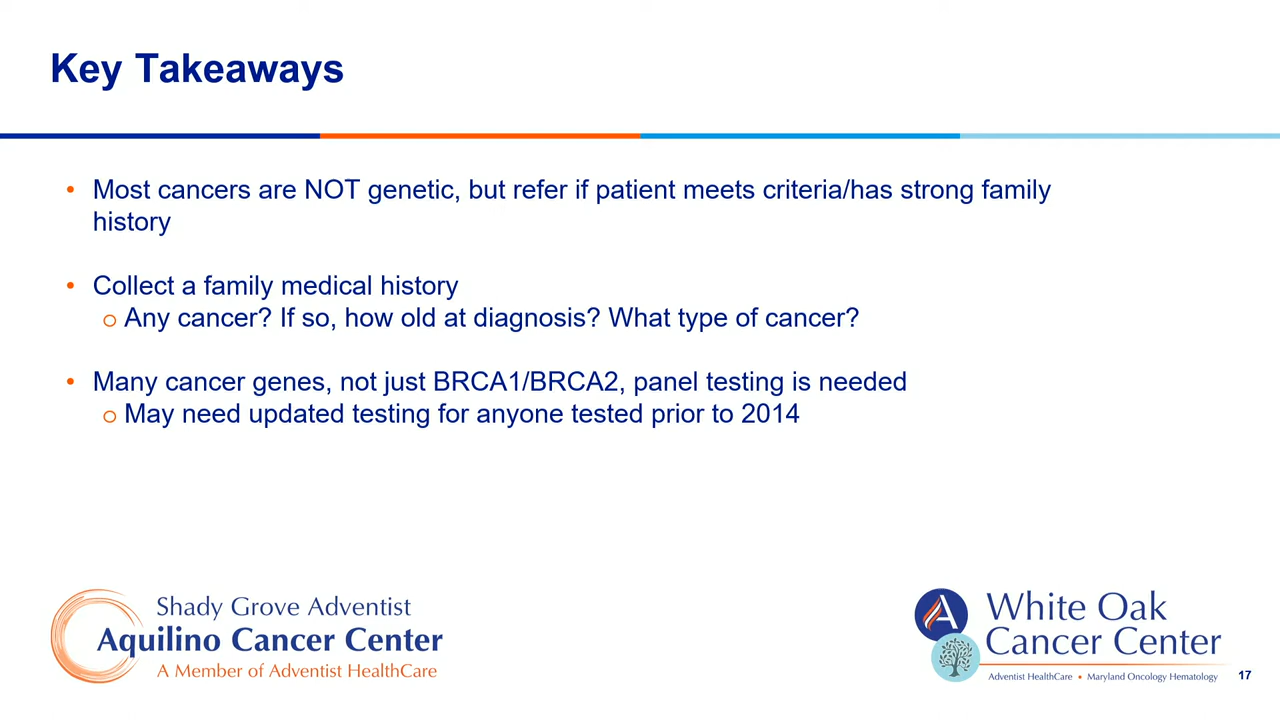 Key Takeaways
• Most cancers are NOT genetic, but refer if patient meets criteria/has strong family
history
• Collect a family medical history
o Any cancer? If so, how old at diagnosis? What type of cancer?
• Many cancer genes, not just BRCA1/BRCA2, panel testing is needed
o May need updated testing for anyone tested prior to 2014
Shady Grove Adventist
Aquilino Cancer Center
A Member of Adventist HealthCare
A
White Oak
Cancer Center
Adventist HealthCare • Maryland Oncology Hematology
17